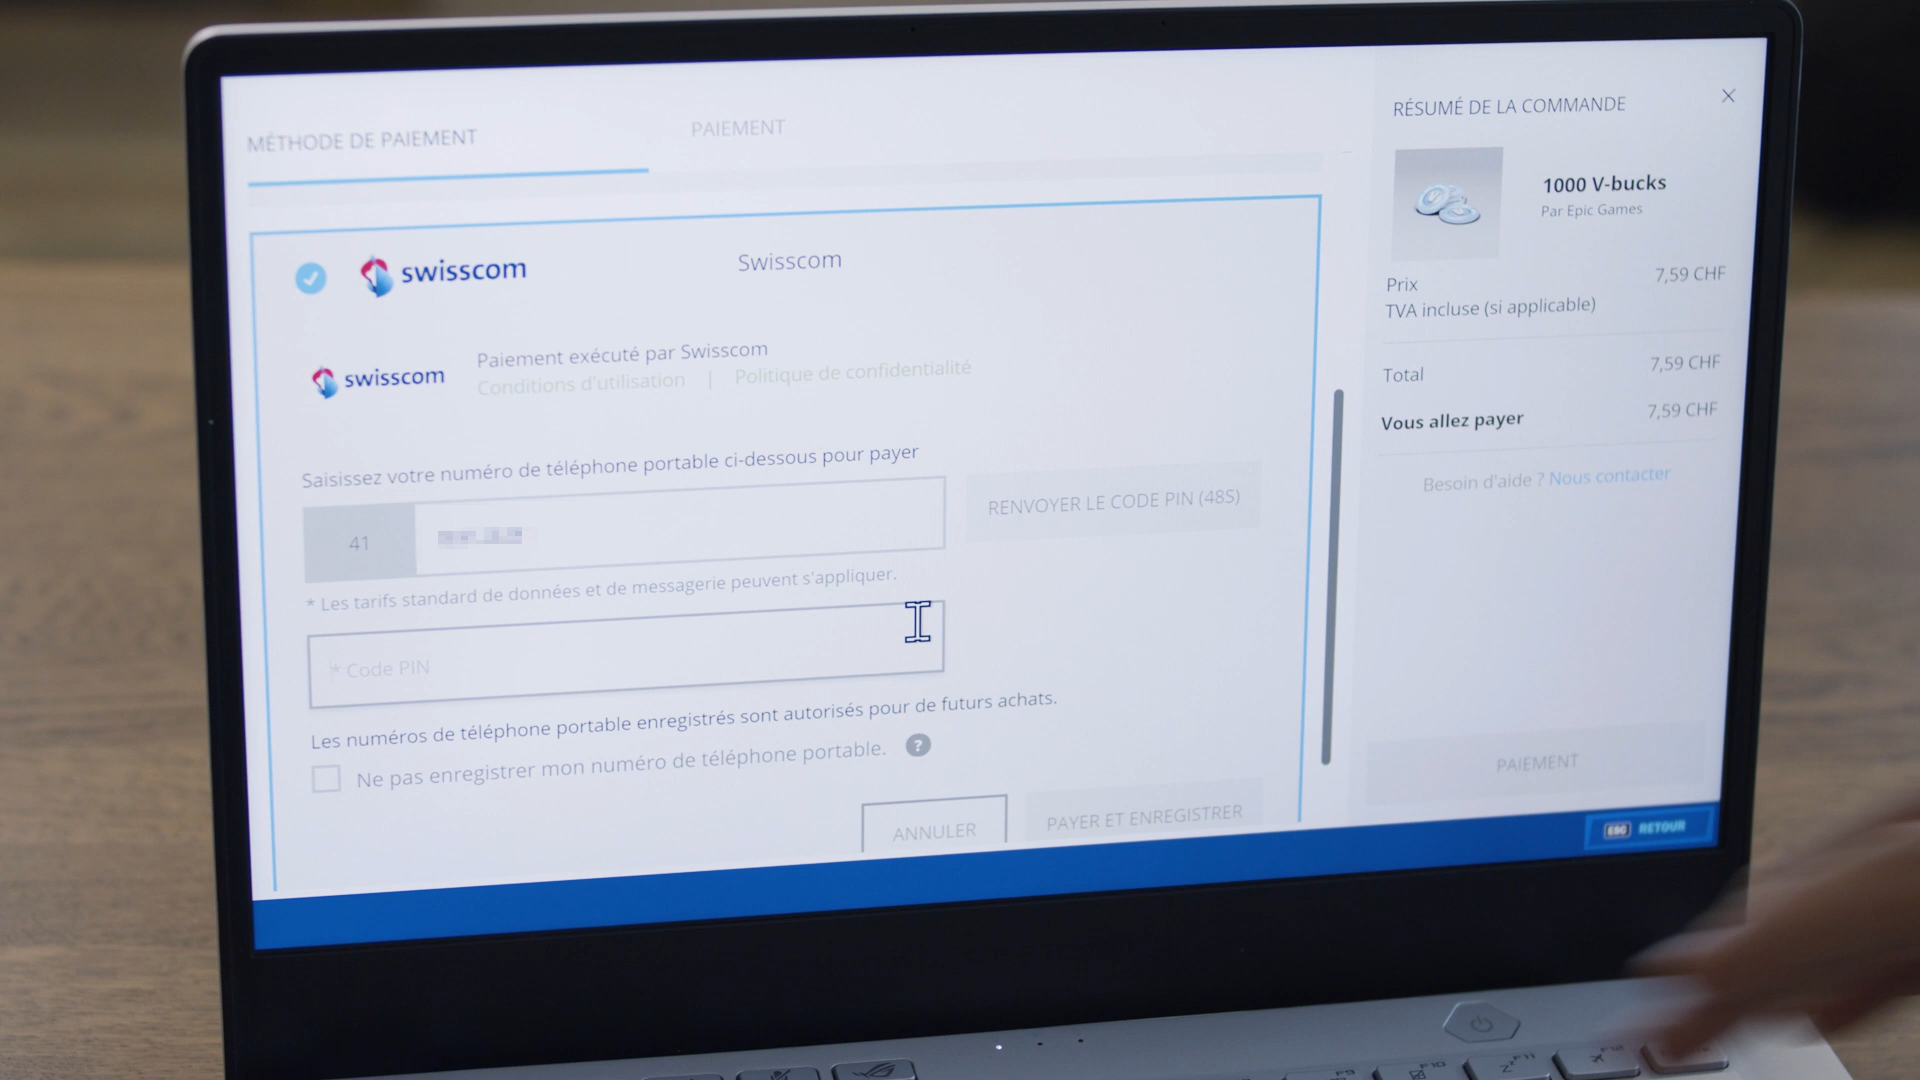 MÉTHODE DE PAIEMENT
PAIEMENT
swisscom
Swisscom
swisscom
Paiement exécuté par Swisscom
Conditions d'utilisation | Politique de confidentialité
Saisissez votre numéro de téléphone portable ci-dessous pour payer
41
RENVOYER LE CODE PIN (48S)
* Les tarifs standard de données et de messagerie peuvent s'appliquer.
* Code PIN
Les numéros de téléphone portable enregistrés sont autorisés pour de futurs achats.
Ne pas enregistrer mon numéro de téléphone portable. ?
ANNULER
PAYER ET ENREGISTRER
RÉSUMÉ DE LA COMMANDE
1000 V-bucks
Par Epic Games
Prix 7,59 CHF
TVA incluse (si applicable)
Total 7,59 CHF
Vous allez payer 7,59 CHF
Besoin d'aide ? Nous contacter
PAIEMENT
ESC RETOUR
F9
F10
F11
F12